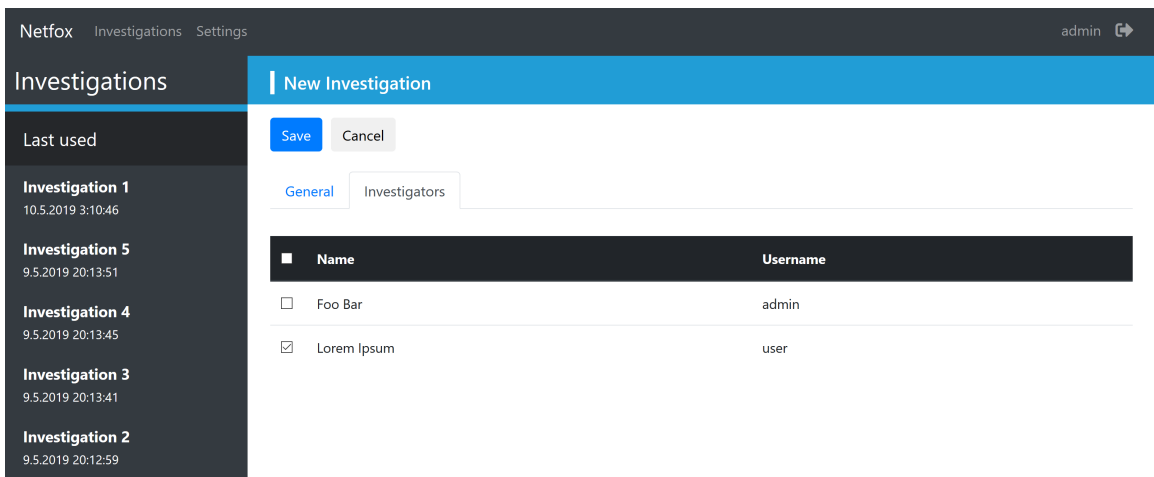 Netfox Investigations Settings admin
Investigations
New Investigation
Last used
Save Cancel
Investigation 1
10.5.2019 3:10:46
General Investigators
Investigation 5
9.5.2019 20:13:51
Name Username
Investigation 4
9.5.2019 20:13:45
Foo Bar admin
Lorem Ipsum user
Investigation 3
9.5.2019 20:13:41
Investigation 2
9.5.2019 20:12:59